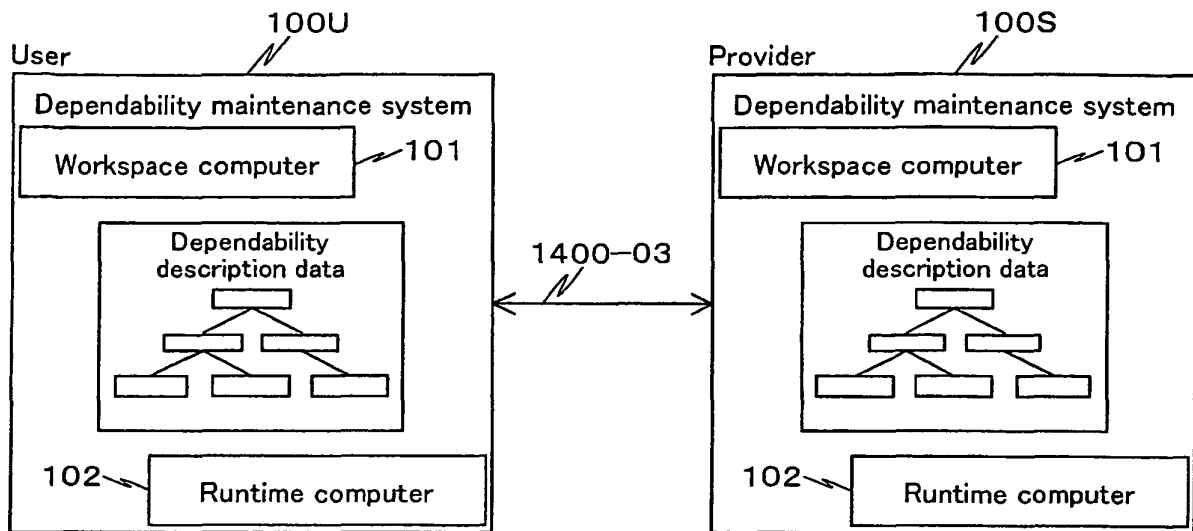 100U
User
Dependability maintenance system
Workspace computer
101
Dependability
description data
102
Runtime computer
1400-03
100S
Provider
Dependability maintenance system
Workspace computer
101
Dependability
description data
102
Runtime computer